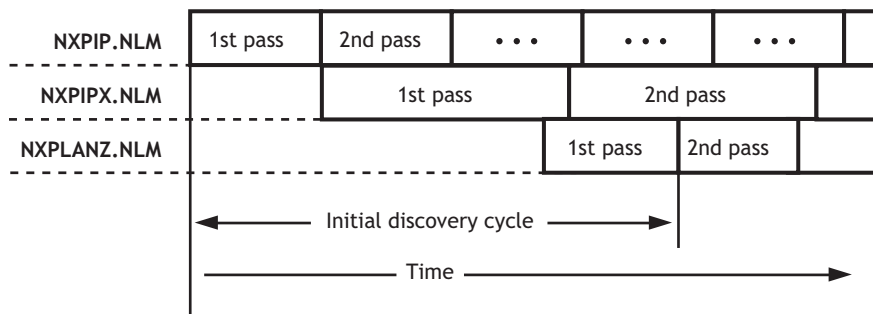 NXPIP.NLM 1st pass 2nd pass • • • • • • • • •
NXPIPX.NLM 1st pass 2nd pass
NXPLANZ.NLM 1st pass 2nd pass
Initial discovery cycle
Time